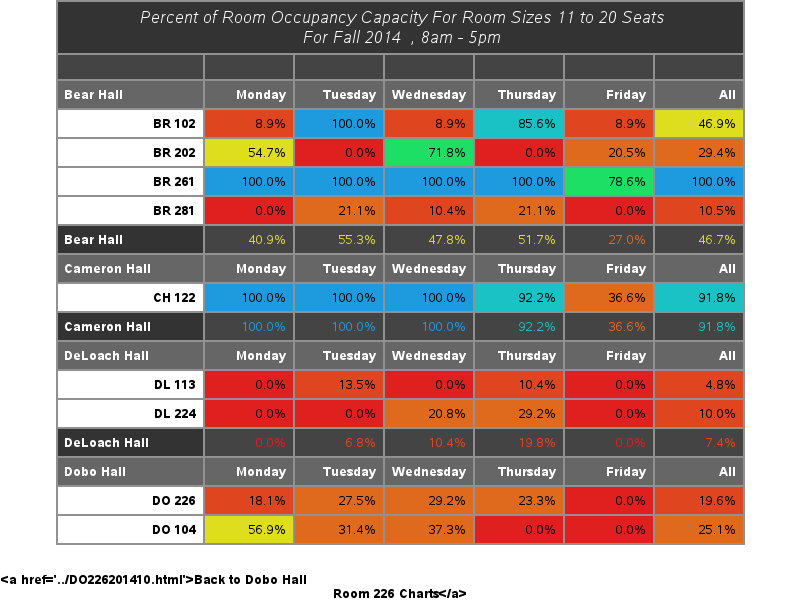 Percent of Room Occupancy Capacity For Room Sizes 11 to 20 Seats
For Fall 2014 , 8am - 5pm
Bear Hall Monday Tuesday Wednesday Thursday Friday All
BR 102 8.9% 100.0% 8.9% 85.6% 8.9% 46.9%
BR 202 54.7% 0.0% 71.8% 0.0% 20.5% 29.4%
BR 261 100.0% 100.0% 100.0% 100.0% 78.6% 100.0%
BR 281 0.0% 21.1% 10.4% 21.1% 0.0% 10.5%
Bear Hall 40.9% 55.3% 47.8% 51.7% 27.0% 46.7%
Cameron Hall Monday Tuesday Wednesday Thursday Friday All
CH 122 100.0% 100.0% 100.0% 92.2% 36.6% 91.8%
Cameron Hall 100.0% 100.0% 100.0% 92.2% 36.6% 91.8%
DeLoach Hall Monday Tuesday Wednesday Thursday Friday All
DL 113 0.0% 13.5% 0.0% 10.4% 0.0% 4.8%
DL 224 0.0% 0.0% 20.8% 29.2% 0.0% 10.0%
DeLoach Hall 0.0% 6.8% 10.4% 19.8% 0.0% 7.4%
Dobo Hall Monday Tuesday Wednesday Thursday Friday All
DO 226 18.1% 27.5% 29.2% 23.3% 0.0% 19.6%
DO 104 56.9% 31.4% 37.3% 0.0% 0.0% 25.1%
<a href='../DO226201410.html'>Back to Dobo Hall
Room 226 Charts</a>